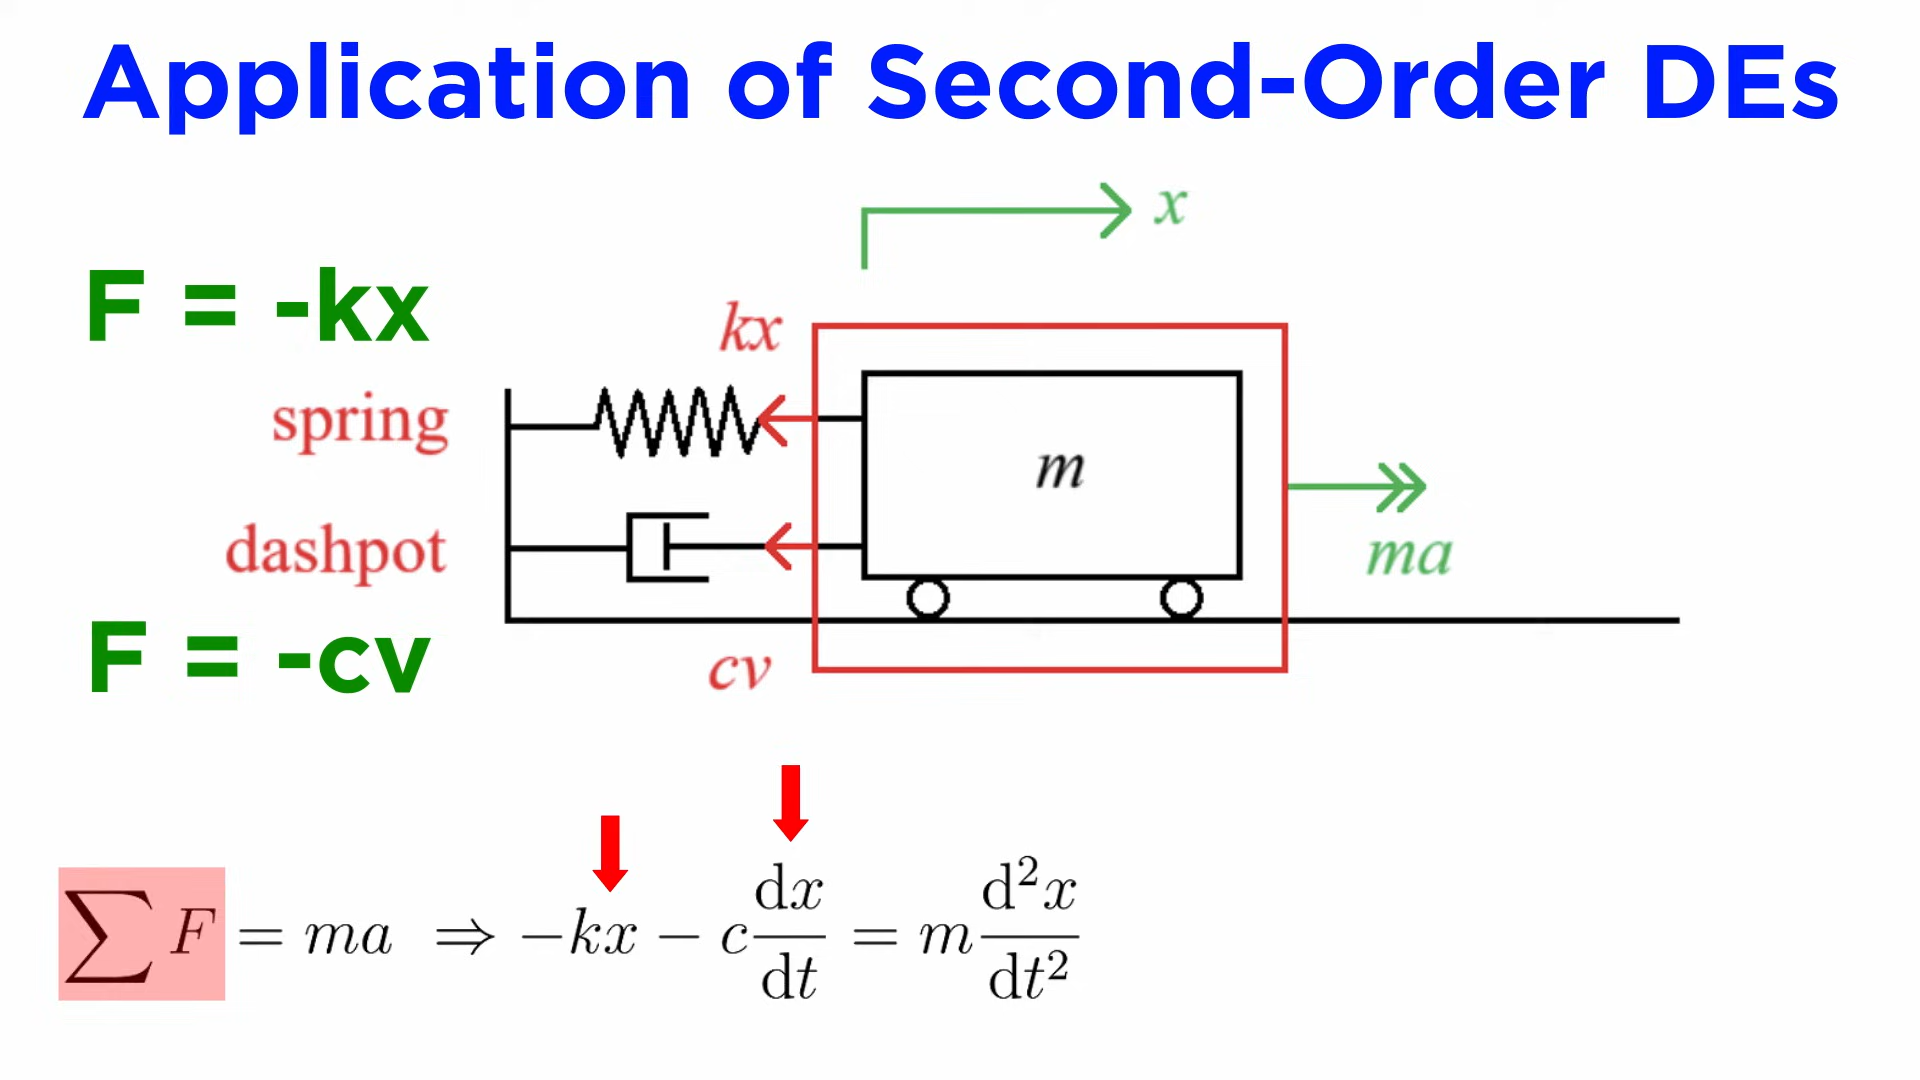 Application of Second-Order DEs
x
F = -kx
kx
spring
m
dashpot
ma
F = -cv
cv
∑ F = ma ⇒ −kx − c dx/dt = m d²x/dt²